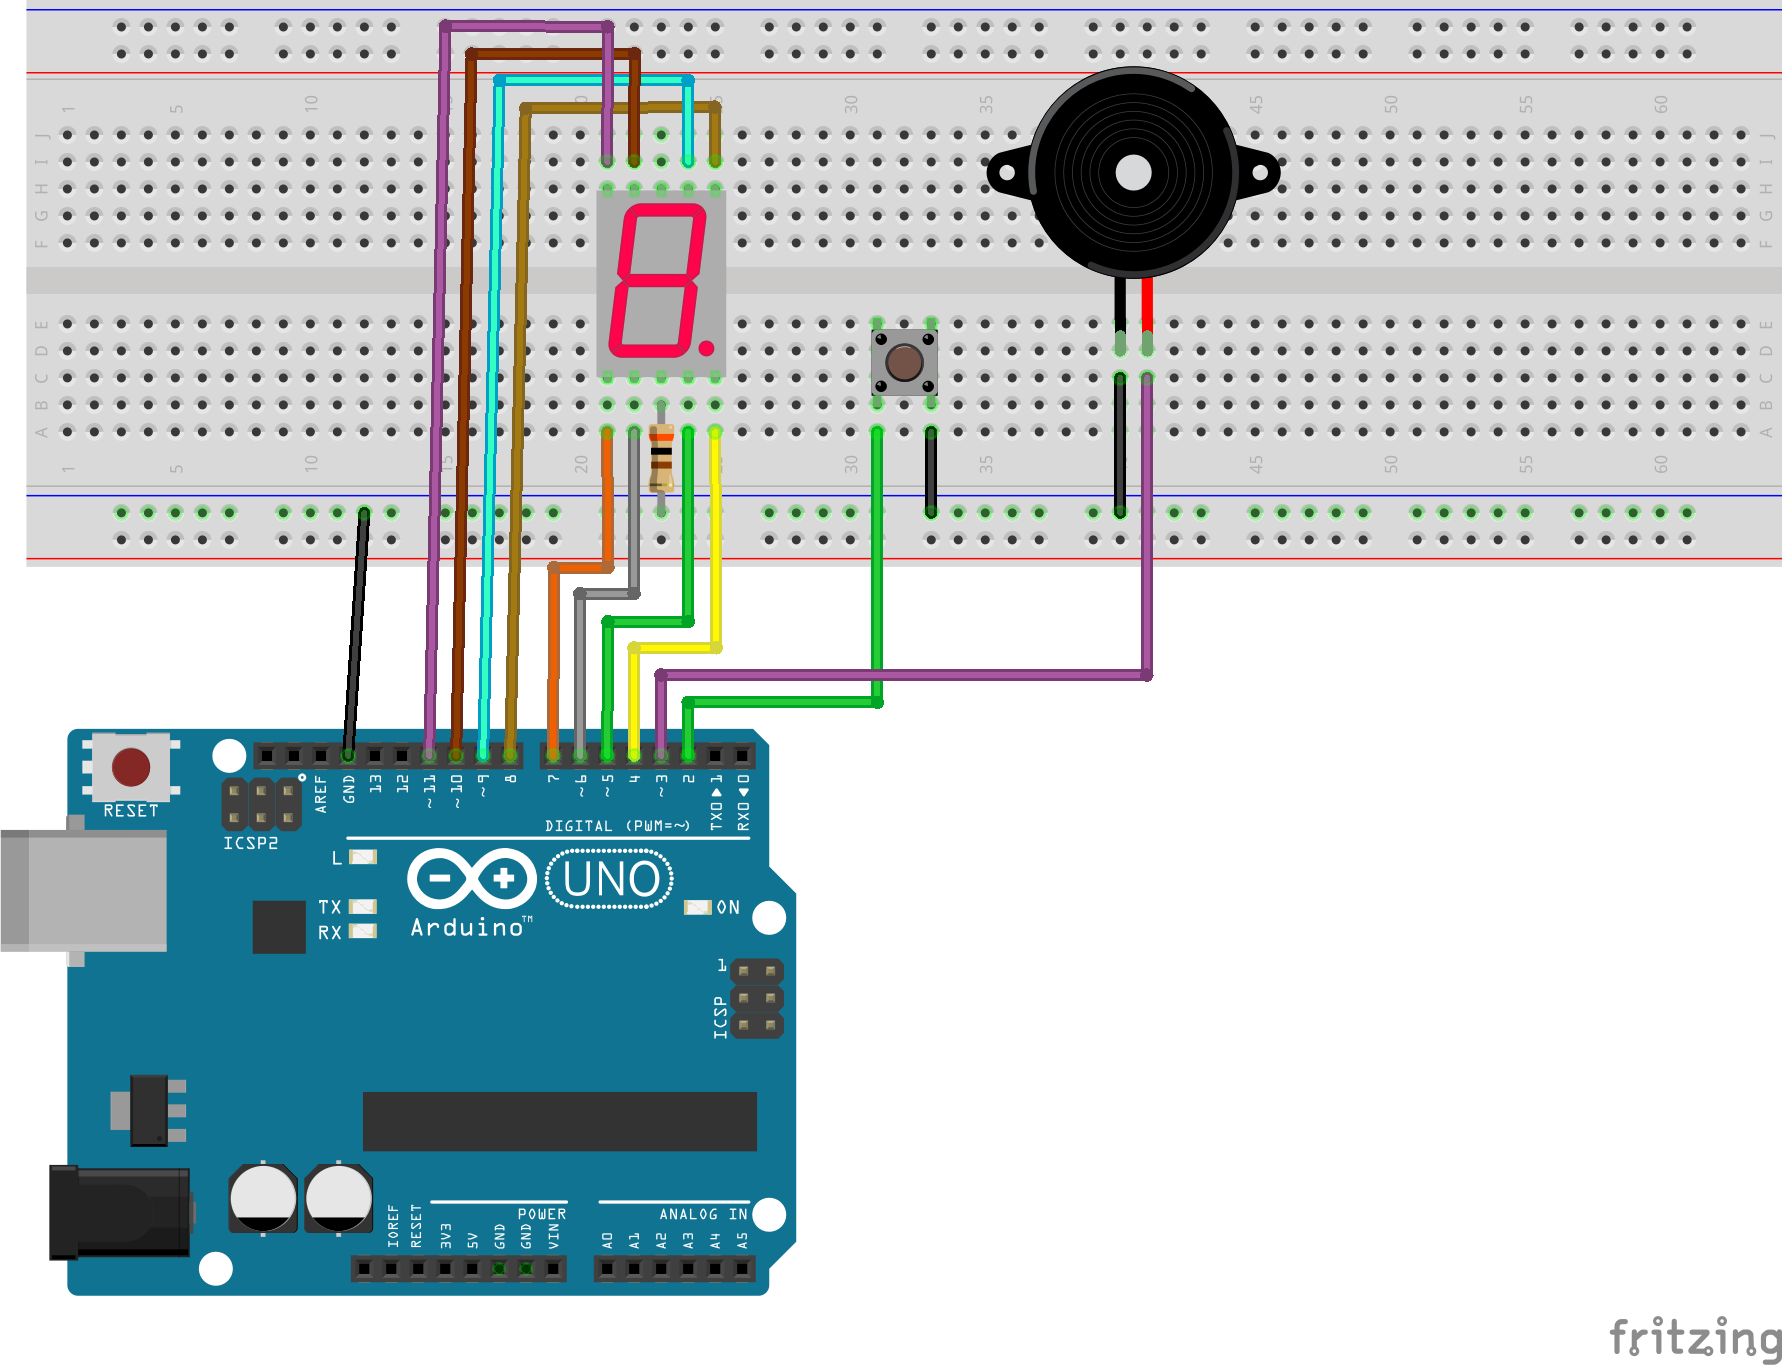 1 5 10 15 20 25 30 35 45 50 55 60
J J
I I
H H
G G
F F
E E
D D
C C
B B
A A
1 5 10 15 20 30 35 45 50 55 60
RESET
ICSP2
AREF
GND
13
12
~11
~10
~9
8
7
~6
~5
4
~3
2
TX0▶1
RX0◀0
DIGITAL (PWM=~)
L
TX
RX
UNO
Arduino™
ON
1
ICSP
IOREF
RESET
3V3
5V
GND
GND
VIN
POWER
A0
A1
A2
A3
A4
A5
ANALOG IN
fritzing